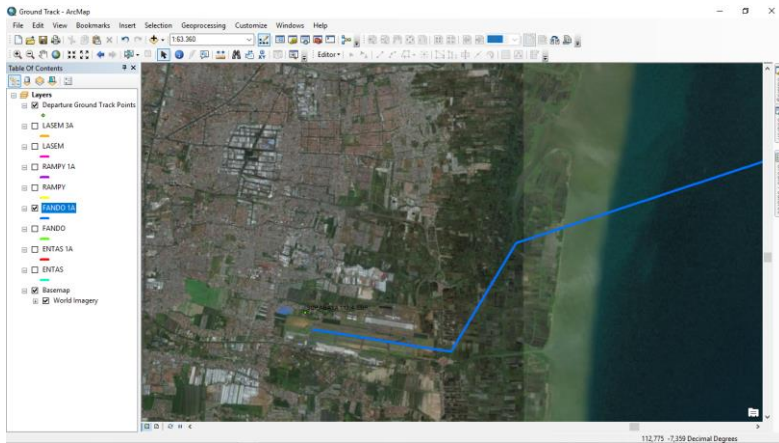 Ground Track - ArcMap
File Edit View Bookmarks Insert Selection Geoprocessing Customize Windows Help
1:63.360
Editor
Table Of Contents
Layers
Departure Ground Track Points
LASEM 3A
LASEM
RAMPY 1A
RAMPY
FANDO 1A
FANDO
ENTAS 1A
ENTAS
Basemap
World Imagery
112,775 -7,359 Decimal Degrees